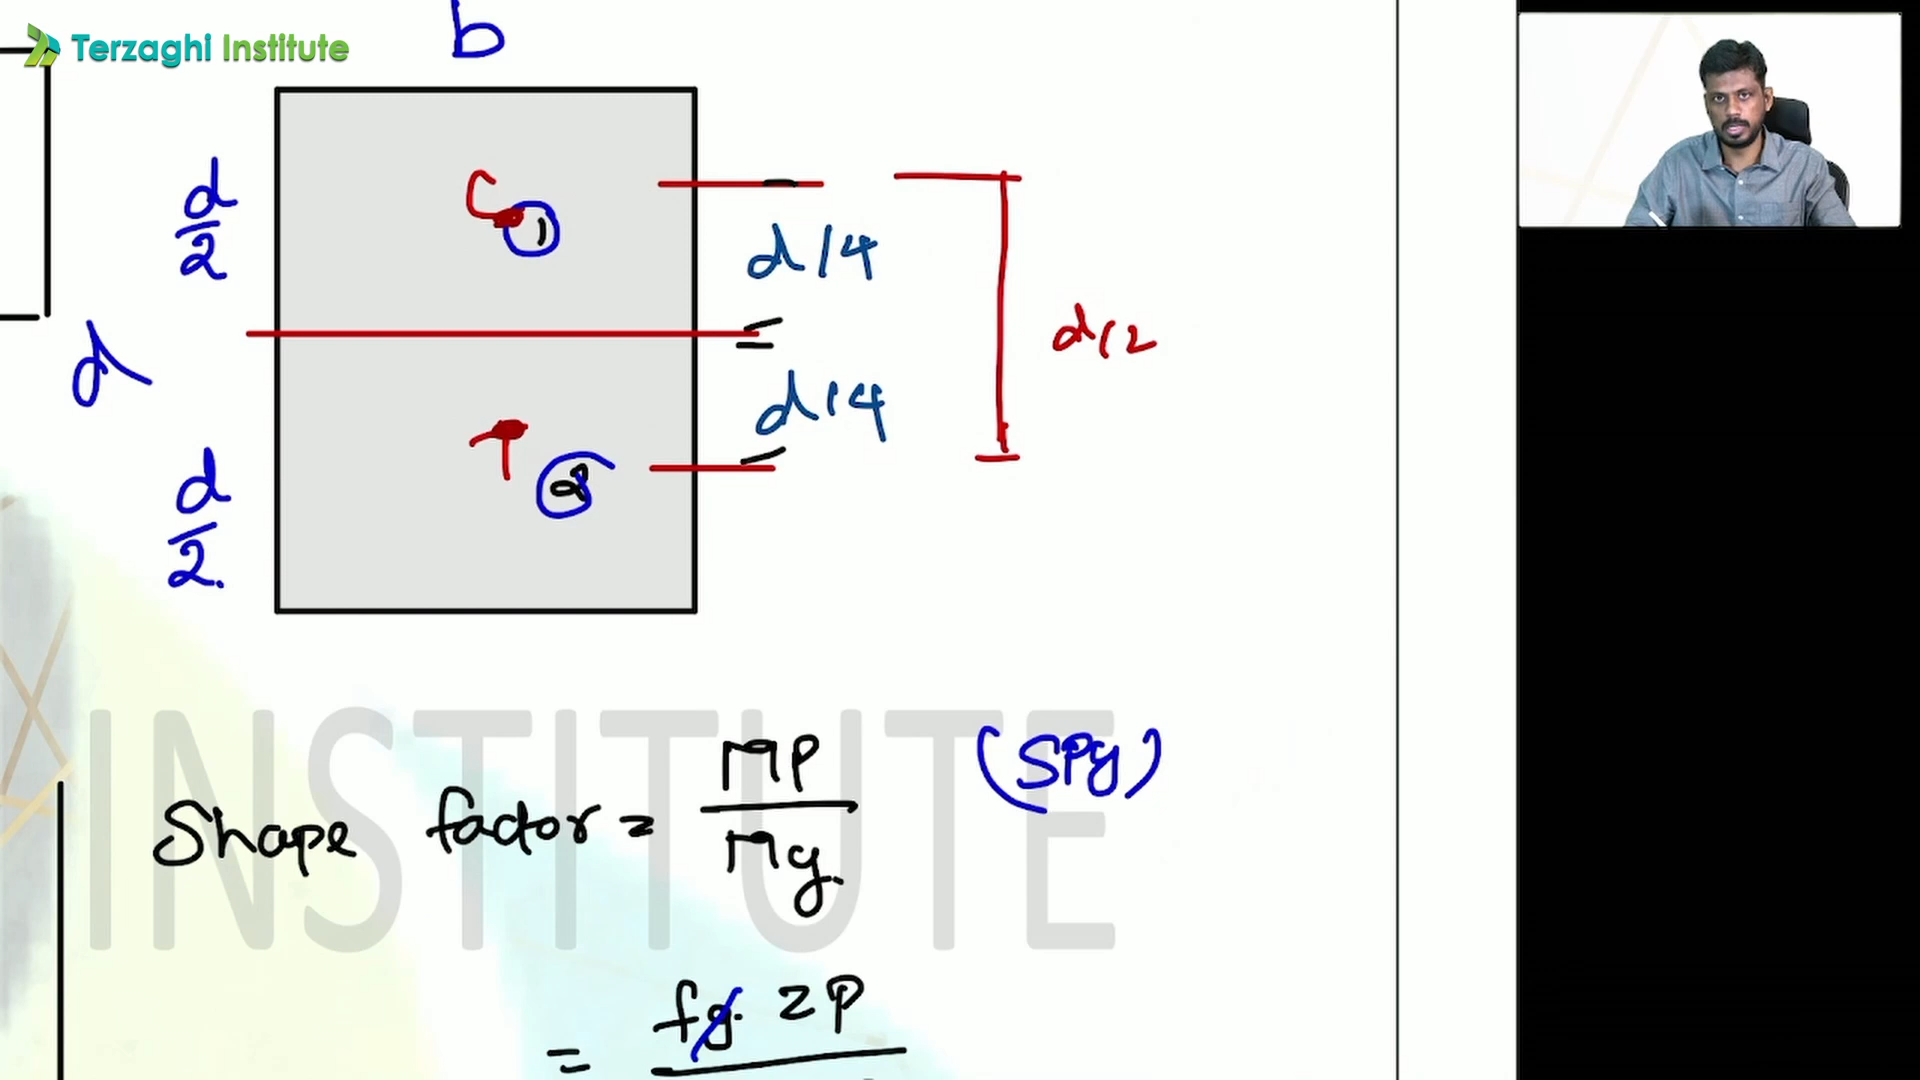 Terzaghi Institute
b
d/2
C
1
d/4
d/2
d
d/4
T
2
d/2.
INSTITUTE
Shape factor = MP/My. (SPy)
= fy. ZP